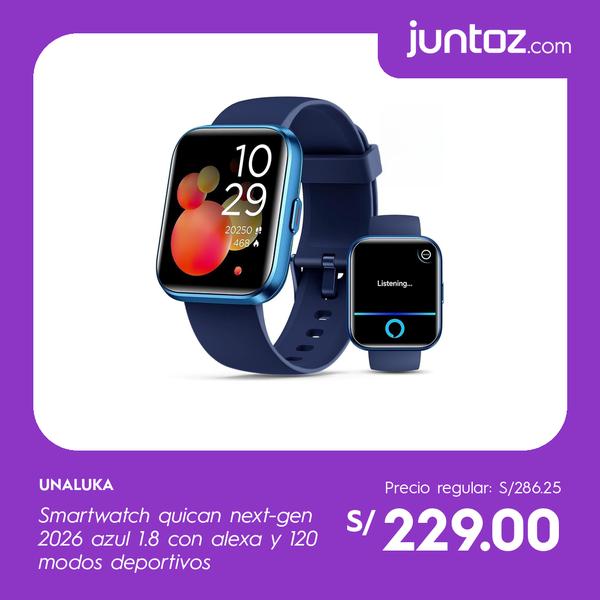 juntoz.com
10
29
20250
468
Listening...
UNALUKA
Smartwatch quican next-gen
2026 azul 1.8 con alexa y 120
modos deportivos
Precio regular: S/286.25
S/ 229.00